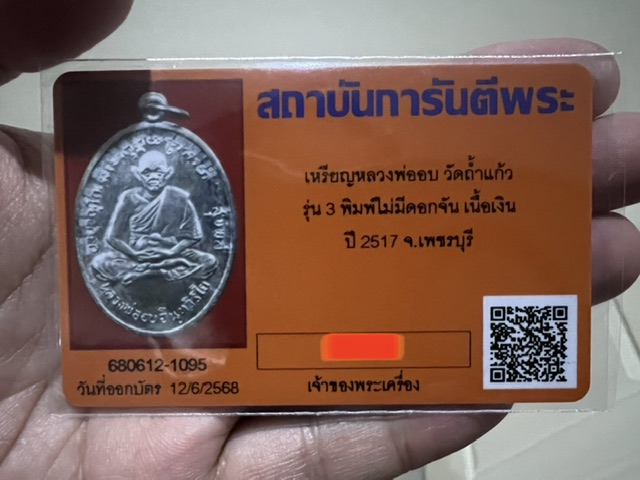 สถาบันการันตีพระ
เหรียญหลวงพ่ออบ วัดถ้ำแก้ว
รุ่น 3 พิมพ์ไม่มีดอกจัน เนื้อเงิน
ปี 2517 จ.เพชรบุรี
680612-1095
วันที่ออกบัตร 12/6/2568
เจ้าของพระเครื่อง